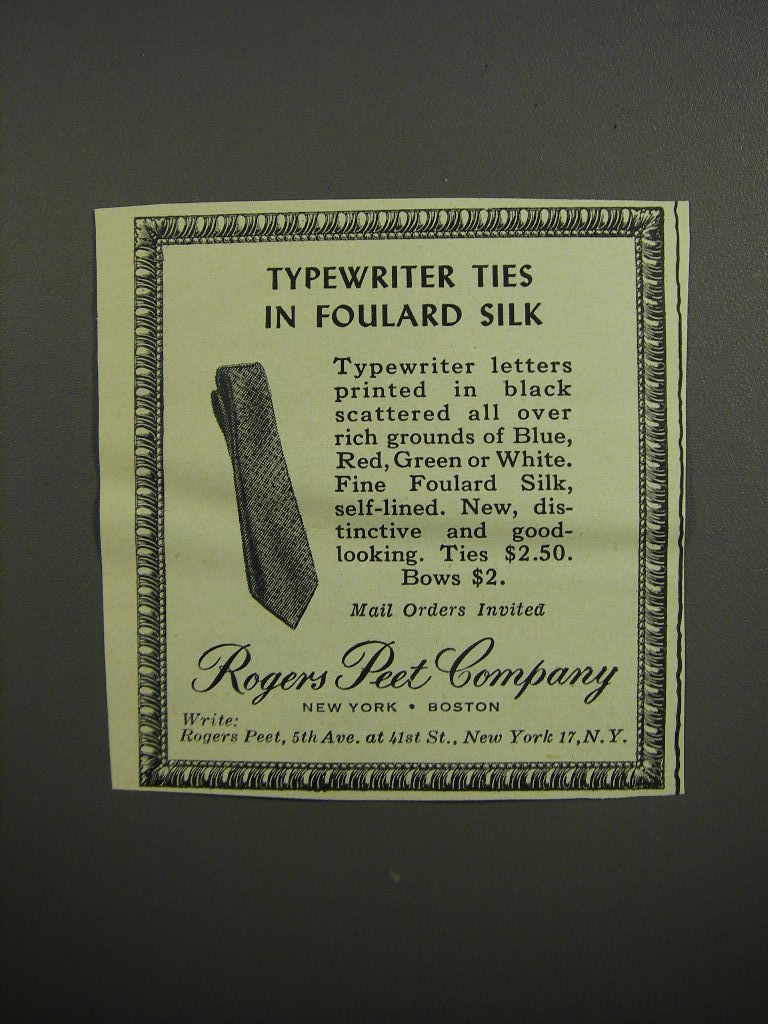 TYPEWRITER TIES
IN FOULARD SILK
Typewriter letters
printed in black
scattered all over
rich grounds of Blue,
Red, Green or White.
Fine Foulard Silk,
self-lined. New, dis-
tinctive and good-
looking. Ties $2.50.
Bows $2.
Mail Orders Invited
Rogers Peet Company
NEW YORK • BOSTON
Write:
Rogers Peet, 5th Ave. at 41st St., New York 17, N. Y.